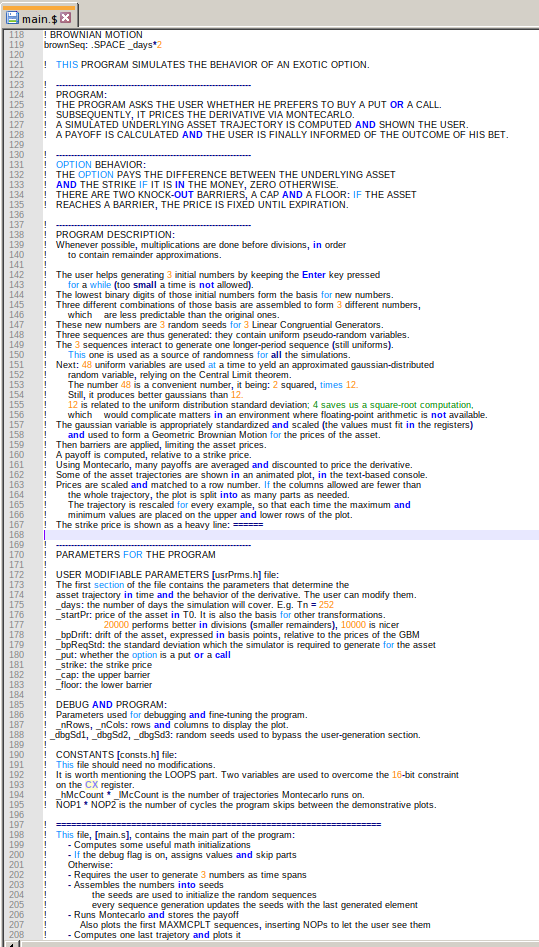 main.$
118 ! BROWNIAN MOTION
119 brownSeq: .SPACE _days*2
120
121 ! THIS PROGRAM SIMULATES THE BEHAVIOR OF AN EXOTIC OPTION.
122
123 ! ------------------------------------------------------------
124 ! PROGRAM:
125 ! THE PROGRAM ASKS THE USER WHETHER HE PREFERS TO BUY A PUT OR A CALL.
126 ! SUBSEQUENTLY, IT PRICES THE DERIVATIVE VIA MONTECARLO.
127 ! A SIMULATED UNDERLYING ASSET TRAJECTORY IS COMPUTED AND SHOWN THE USER.
128 ! A PAYOFF IS CALCULATED AND THE USER IS FINALLY INFORMED OF THE OUTCOME OF HIS BET.
129
130 ! ------------------------------------------------------------
131 ! OPTION BEHAVIOR:
132 ! THE OPTION PAYS THE DIFFERENCE BETWEEN THE UNDERLYING ASSET
133 ! AND THE STRIKE IF IT IS IN THE MONEY, ZERO OTHERWISE.
134 ! THERE ARE TWO KNOCK-OUT BARRIERS, A CAP AND A FLOOR: IF THE ASSET
135 ! REACHES A BARRIER, THE PRICE IS FIXED UNTIL EXPIRATION.
136
137 ! ------------------------------------------------------------
138 ! PROGRAM DESCRIPTION:
139 ! Whenever possible, multiplications are done before divisions, in order
140 ! to contain remainder approximations.
141 !
142 ! The user helps generating 3 initial numbers by keeping the Enter key pressed
143 ! for a while (too small a time is not allowed).
144 ! The lowest binary digits of those initial numbers form the basis for new numbers.
145 ! Three different combinations of those basis are assembled to form 3 different numbers,
146 ! which are less predictable than the original ones.
147 ! These new numbers are 3 random seeds for 3 Linear Congruential Generators.
148 ! Three sequences are thus generated: they contain uniform pseudo-random variables.
149 ! The 3 sequences interact to generate one longer-period sequence (still uniforms).
150 ! This one is used as a source of randomness for all the simulations.
151 ! Next: 48 uniform variables are used at a time to yeld an approximated gaussian-distributed
152 ! random variable, relying on the Central Limit theorem.
153 ! The number 48 is a convenient number, it being: 2 squared, times 12.
154 ! Still, it produces better gaussians than 12.
155 ! 12 is related to the uniform distribution standard deviation; 4 saves us a square-root computation,
156 ! which would complicate matters in an environment where floating-point arithmetic is not available.
157 ! The gaussian variable is appropriately standardized and scaled (the values must fit in the registers)
158 ! and used to form a Geometric Brownian Motion for the prices of the asset.
159 ! Then barriers are applied, limiting the asset prices.
160 ! A payoff is computed, relative to a strike price.
161 ! Using Montecarlo, many payoffs are averaged and discounted to price the derivative.
162 ! Some of the asset trajectories are shown in an animated plot, in the text-based console.
163 ! Prices are scaled and matched to a row number. If the columns allowed are fewer than
164 ! the whole trajectory, the plot is split into as many parts as needed.
165 ! The trajectory is rescaled for every phase, so that each time the maximum and
166 ! minimum values are placed on the upper and lower rows of the plot.
167 ! The strike price is shown as a heavy line: ======
168
169 ! ------------------------------------------------------------
170 ! PARAMETERS FOR THE PROGRAM
171 !
172 ! USER MODIFIABLE PARAMETERS [usrPrms.h] file:
173 ! The first section of the file contains the parameters that determine the
174 ! asset trajectory in time and the behavior of the derivative. The user can modify them.
175 ! _days: the number of days the simulation will cover. E.g. Tn = 252
176 ! _startPr: price of the asset in T0. It is also the basis for other transformations.
177 ! 20000 performs better in divisions (smaller remainders), 10000 is nicer
178 ! _bpDrift: drift of the asset, expressed in basis points, relative to the prices of the GBM
179 ! _bpReqStd: the standard deviation which the simulator is required to generate for the asset
180 ! _put: whether the option is a put or a call
181 ! _strike: the strike price
182 ! _cap: the upper barrier
183 ! _floor: the lower barrier
184 !
185 ! DEBUG AND PROGRAM:
186 ! Parameters used for debugging and fine-tuning the program.
187 ! _nRows, _nCols: rows and columns to display the plot.
188 ! _dbgSd1, _dbgSd2, _dbgSd3: random seeds used to bypass the user-generation section.
189 !
190 ! CONSTANTS [consts.h] file:
191 ! This file should need no modifications.
192 ! It is worth mentioning the LOOPS part. Two variables are used to overcome the 16-bit constraint
193 ! on the CX register.
194 ! _hMcCount * _lMcCount is the number of trajectories Montecarlo runs on.
195 ! NOP1 * NOP2 is the number of cycles the program skips between the demonstrative plots.
196
197 ! ============================================================
198 ! This file, [main.s], contains the main part of the program:
199 ! - Computes some useful math initializations
200 ! - If the debug flag is on, assigns values and skip parts
201 ! Otherwise:
202 ! - Requires the user to generate 3 numbers as time spans
203 ! - Assembles the numbers into seeds
204 ! the seeds are used to initialize the random sequences
205 ! every sequence generation updates the seeds with the last generated element
206 ! - Runs Montecarlo and stores the payoff
207 ! Also plots the first MAXMCPLT sequences, inserting NOPs to let the user see them
208 ! - Computes one last trajetory and plots it